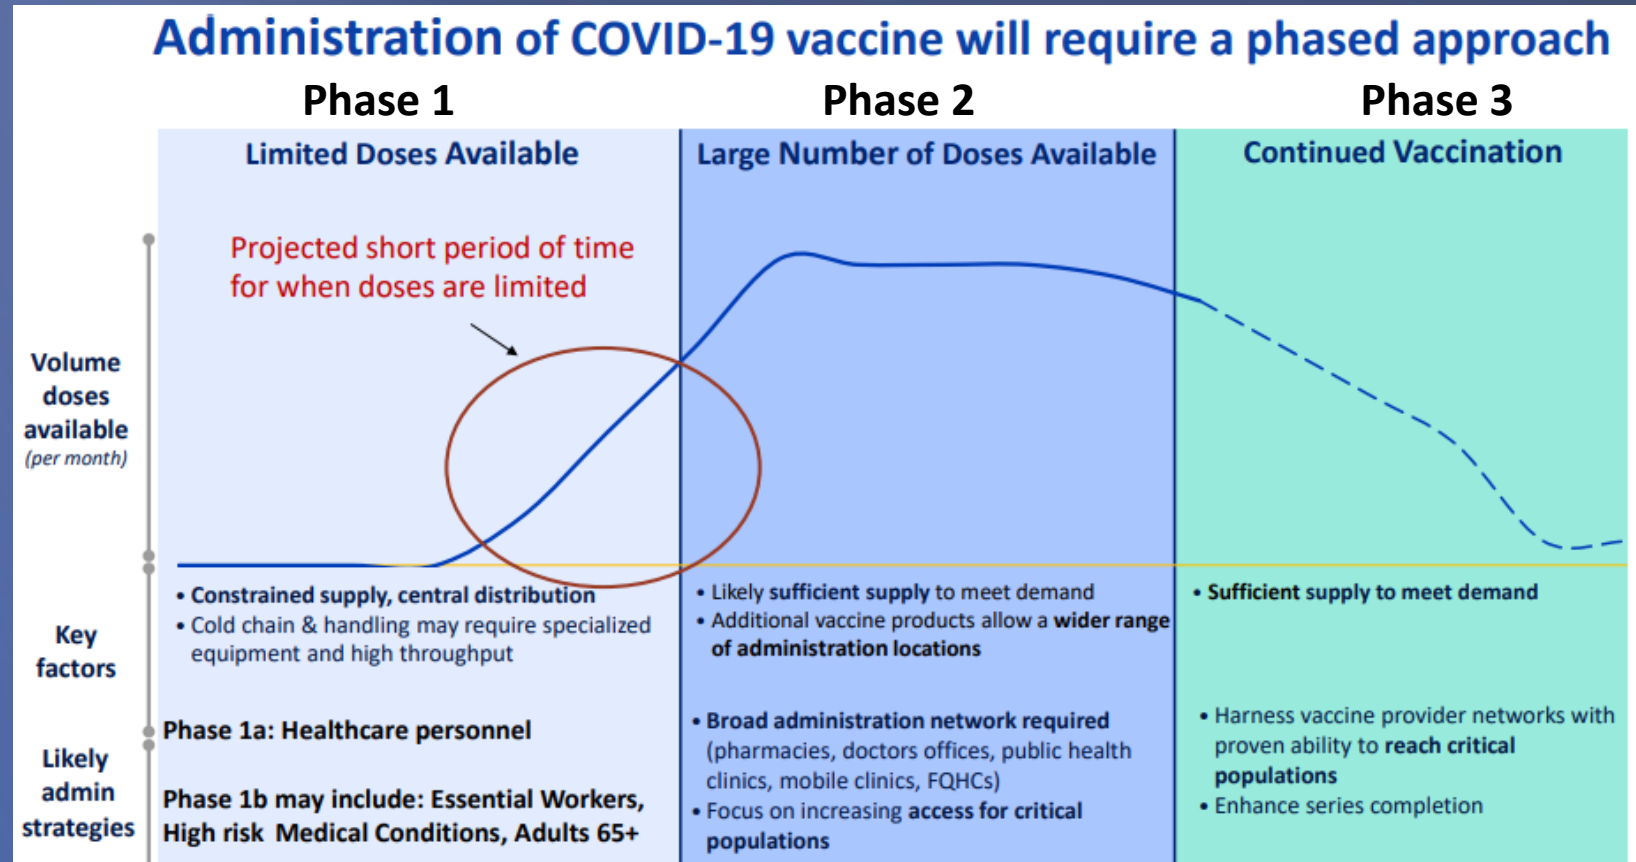 Administration of COVID-19 vaccine will require a phased approach
Phase 1
Phase 2
Phase 3
Limited Doses Available
Large Number of Doses Available
Continued Vaccination
Projected short period of time
for when doses are limited
Volume
doses
available
(per month)
Key
factors
• Constrained supply, central distribution
• Cold chain & handling may require specialized
equipment and high throughput
• Likely sufficient supply to meet demand
• Additional vaccine products allow a wider range
of administration locations
• Sufficient supply to meet demand
Likely
admin
strategies
Phase 1a: Healthcare personnel
Phase 1b may include: Essential Workers,
High risk Medical Conditions, Adults 65+
• Broad administration network required
(pharmacies, doctors offices, public health
clinics, mobile clinics, FQHCs)
• Focus on increasing access for critical
populations
• Harness vaccine provider networks with
proven ability to reach critical
populations
• Enhance series completion